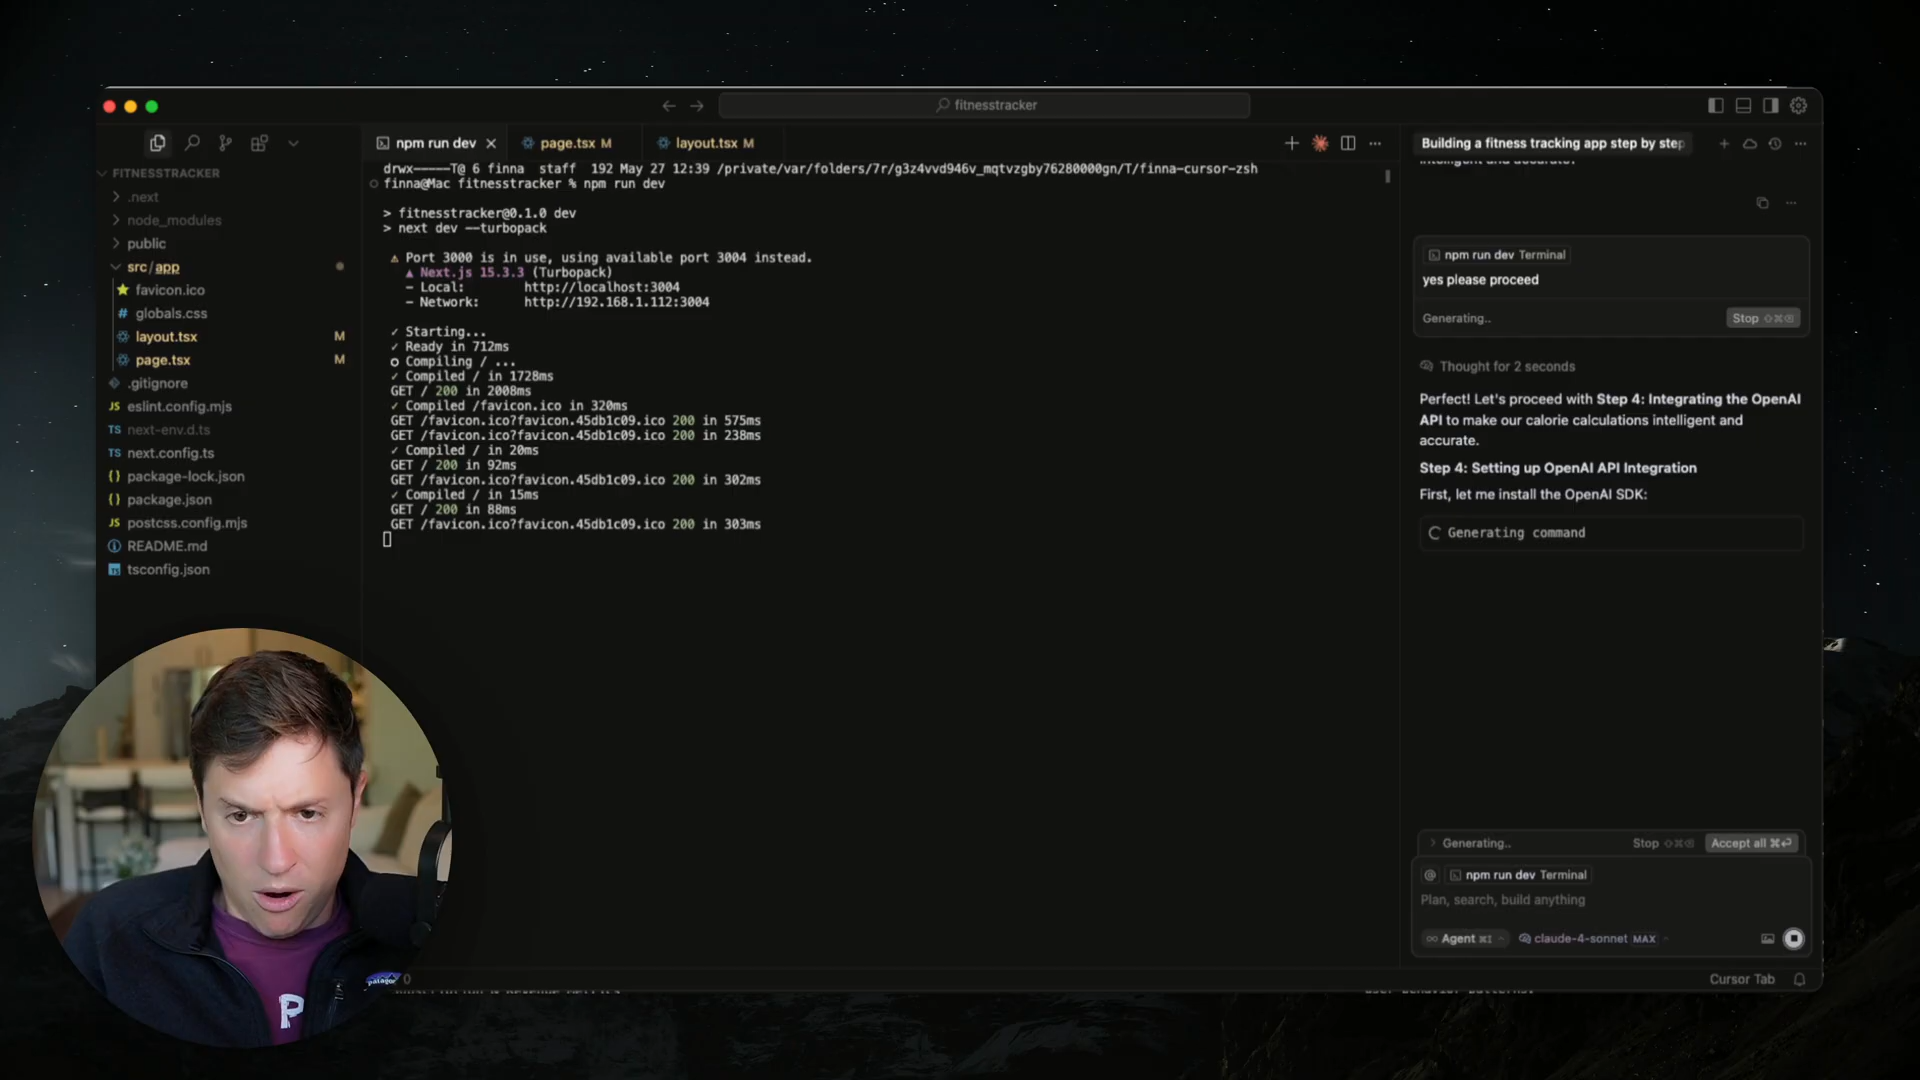 fitnesstracker
FITNESSTRACKER
.next
node_modules
public
src/app
favicon.ico
globals.css
layout.tsx M
page.tsx M
.gitignore
JS eslint.config.mjs
TS next-env.d.ts
TS next.config.ts
{} package-lock.json
{} package.json
JS postcss.config.mjs
README.md
tsconfig.json
npm run dev
page.tsx M
layout.tsx M
drwx-----T@ 6 finna staff 192 May 27 12:39 /private/var/folders/7r/g3z4vvd946v_mqtvzgby76280000gn/T/finna-cursor-zsh
finna@Mac fitnesstracker % npm run dev
> fitnesstracker@0.1.0 dev
> next dev --turbopack
⚠ Port 3000 is in use, using available port 3004 instead.
▲ Next.js 15.3.3 (Turbopack)
- Local: http://localhost:3004
- Network: http://192.168.1.112:3004
✓ Starting...
✓ Ready in 712ms
○ Compiling / ...
✓ Compiled / in 1728ms
GET / 200 in 2008ms
✓ Compiled /favicon.ico in 320ms
GET /favicon.ico?favicon.45db1c09.ico 200 in 575ms
GET /favicon.ico?favicon.45db1c09.ico 200 in 238ms
✓ Compiled / in 20ms
GET / 200 in 92ms
GET /favicon.ico?favicon.45db1c09.ico 200 in 302ms
✓ Compiled / in 15ms
GET / 200 in 88ms
GET /favicon.ico?favicon.45db1c09.ico 200 in 303ms
Building a fitness tracking app step by step
intelligent and accurate?
npm run dev Terminal
yes please proceed
Generating..
Stop ⇧⌘⌫
Thought for 2 seconds
Perfect! Let's proceed with Step 4: Integrating the OpenAI
API to make our calorie calculations intelligent and
accurate.
Step 4: Setting up OpenAI API Integration
First, let me install the OpenAI SDK:
Generating command
Generating..
Stop ⇧⌘⌫
Accept all ⌘⏎
@ npm run dev Terminal
Plan, search, build anything
Agent ⌘I
claude-4-sonnet MAX
0
Cursor Tab
P